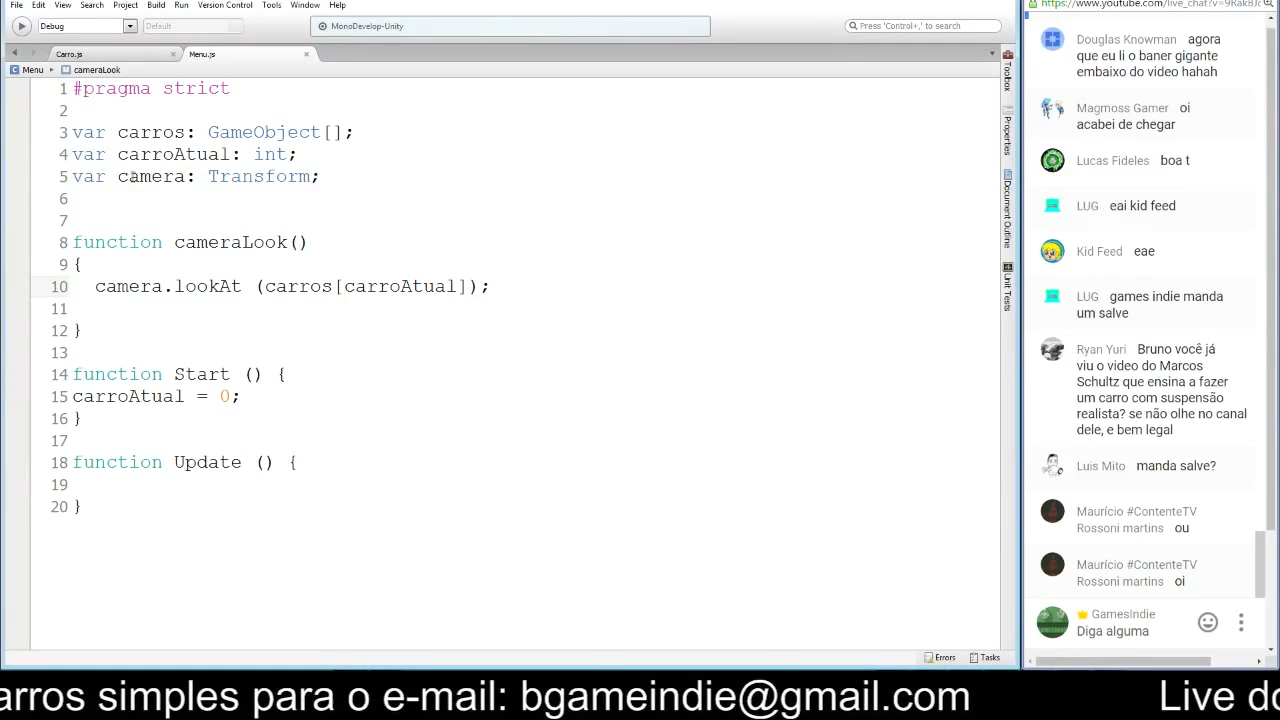 File Edit View Search Project Build Run Version Control Tools Window Help
Debug Default MonoDevelop-Unity Press 'Control+,' to search
Carro.js Menu.js
Menu cameraLook
1 #pragma strict
2
3 var carros: GameObject[];
4 var carroAtual: int;
5 var camera: Transform;
6
7
8 function cameraLook()
9 {
10 camera.lookAt (carros[carroAtual]);
11
12 }
13
14 function Start () {
15 carroAtual = 0;
16 }
17
18 function Update () {
19
20 }
Toolbox
Properties
Document Outline
Unit Tests
Errors Tasks
Douglas Knowman agora
que eu li o baner gigante
embaixo do video hahah
Magmoss Gamer oi
acabei de chegar
Lucas Fideles boa t
LUG eai kid feed
Kid Feed eae
LUG games indie manda
um salve
Ryan Yuri Bruno você já
viu o video do Marcos
Schultz que ensina a fazer
um carro com suspensão
realista? se não olhe no canal
dele, e bem legal
Luis Mito manda salve?
Maurício #ContenteTV
Rossoni martins ou
Maurício #ContenteTV
Rossoni martins oi
GamesIndie
Diga alguma
arros simples para o e-mail: bgameindie@gmail.com Live do